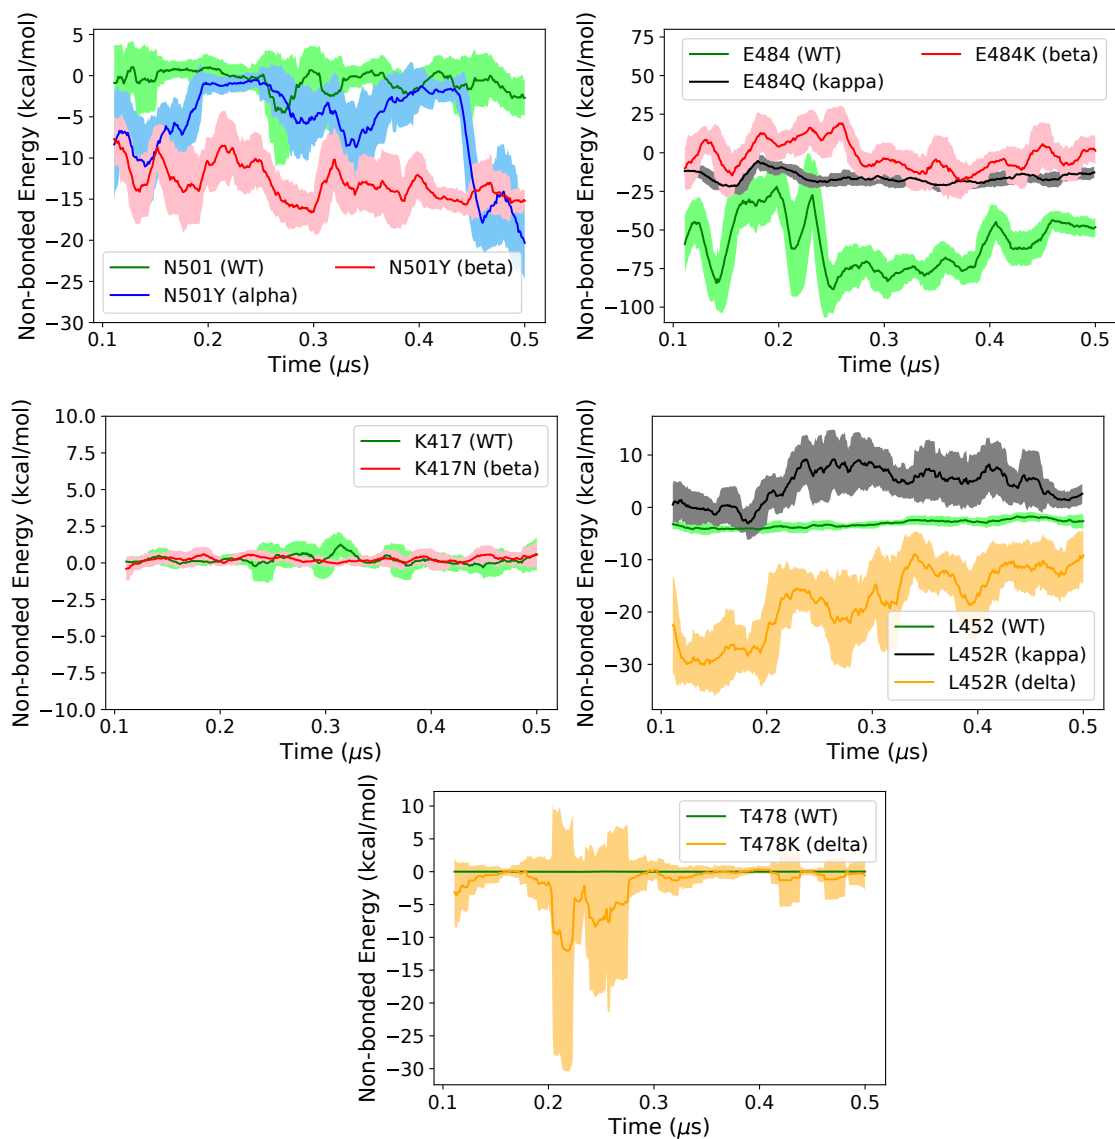 Non-bonded Energy (kcal/mol)
5
0
−5
−10
−15
−20
−25
−30
N501 (WT)
N501Y (alpha)
N501Y (beta)
0.1 0.2 0.3 0.4 0.5
Time (μs)
Non-bonded Energy (kcal/mol)
75
50
25
0
−25
−50
−75
−100
E484 (WT)
E484Q (kappa)
E484K (beta)
0.1 0.2 0.3 0.4 0.5
Time (μs)
Non-bonded Energy (kcal/mol)
10.0
7.5
5.0
2.5
0.0
−2.5
−5.0
−7.5
−10.0
K417 (WT)
K417N (beta)
0.1 0.2 0.3 0.4 0.5
Time (μs)
Non-bonded Energy (kcal/mol)
10
0
−10
−20
−30
L452 (WT)
L452R (kappa)
L452R (delta)
0.1 0.2 0.3 0.4 0.5
Time (μs)
Non-bonded Energy (kcal/mol)
10
5
0
−5
−10
−15
−20
−25
−30
T478 (WT)
T478K (delta)
0.1 0.2 0.3 0.4 0.5
Time (μs)